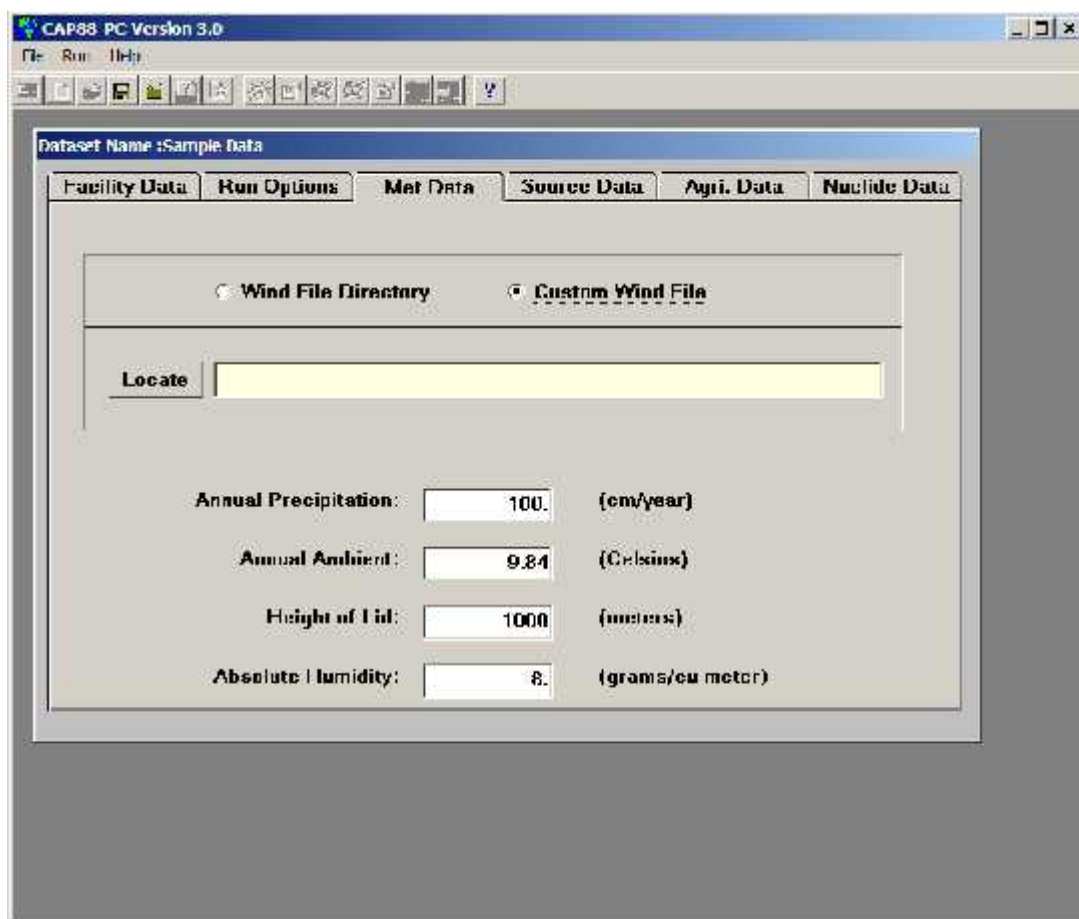 CAP88 PC Version 3.0
File Run Help
Dataset Name :Sample Data
Facility Data Run Options Met Data Source Data Agri. Data Nuclide Data
Wind File Directory Custom Wind File
Locate
Annual Precipitation: 100. (cm/year)
Annual Ambient: 9.84 (Celsius)
Height of Lid: 1000 (meters)
Absolute Humidity: 8. (grams/cu meter)